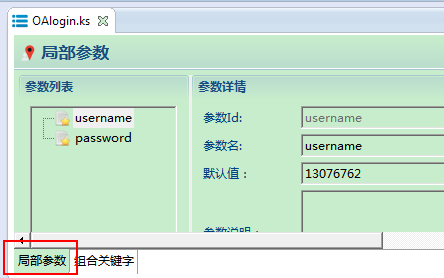 OAlogin.ks
局部参数
参数列表
username
password
参数详情
参数Id:
username
参数名:
username
默认值：
13076762
参数说明：
局部参数
组合关键字